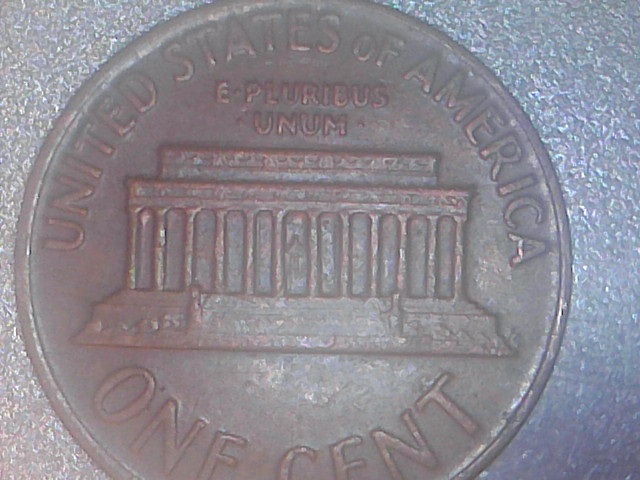 UNITED STATES OF AMERICA
E·PLURIBUS
UNUM
ONE CENT